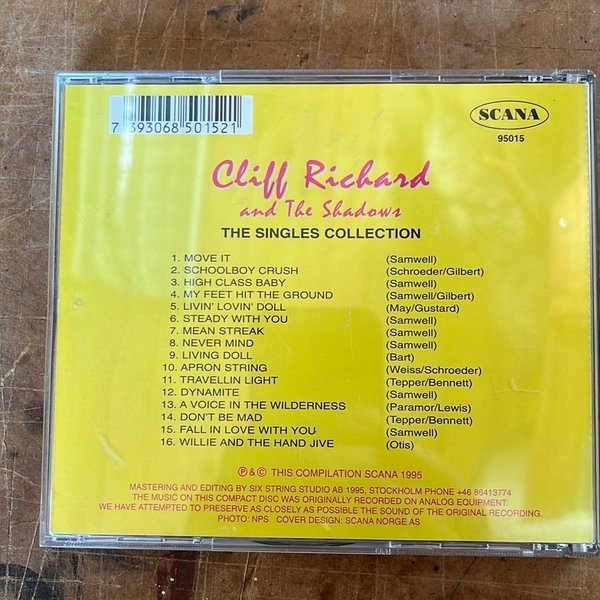 7 393068 501521
SCANA
95015
Cliff Richard
and The Shadows
THE SINGLES COLLECTION
1. MOVE IT (Samwell)
2. SCHOOLBOY CRUSH (Schroeder/Gilbert)
3. HIGH CLASS BABY (Samwell)
4. MY FEET HIT THE GROUND (Samwell/Gilbert)
5. LIVIN' LOVIN' DOLL (May/Gustard)
6. STEADY WITH YOU (Samwell)
7. MEAN STREAK (Samwell)
8. NEVER MIND (Samwell)
9. LIVING DOLL (Bart)
10. APRON STRING (Weiss/Schroeder)
11. TRAVELLIN LIGHT (Tepper/Bennett)
12. DYNAMITE (Samwell)
13. A VOICE IN THE WILDERNESS (Paramor/Lewis)
14. DON'T BE MAD (Tepper/Bennett)
15. FALL IN LOVE WITH YOU (Samwell)
16. WILLIE AND THE HAND JIVE (Otis)
℗ & © THIS COMPILATION SCANA 1995
MASTERING AND EDITING BY SIX STRING STUDIO AB 1995, STOCKHOLM PHONE +46 86413774
THE MUSIC ON THIS COMPACT DISC WAS ORIGINALLY RECORDED ON ANALOG EQUIPMENT.
WE HAVE ATTEMPTED TO PRESERVE AS CLOSELY AS POSSIBLE THE SOUND OF THE ORIGINAL RECORDING.
PHOTO: NPS COVER DESIGN: SCANA NORGE AS